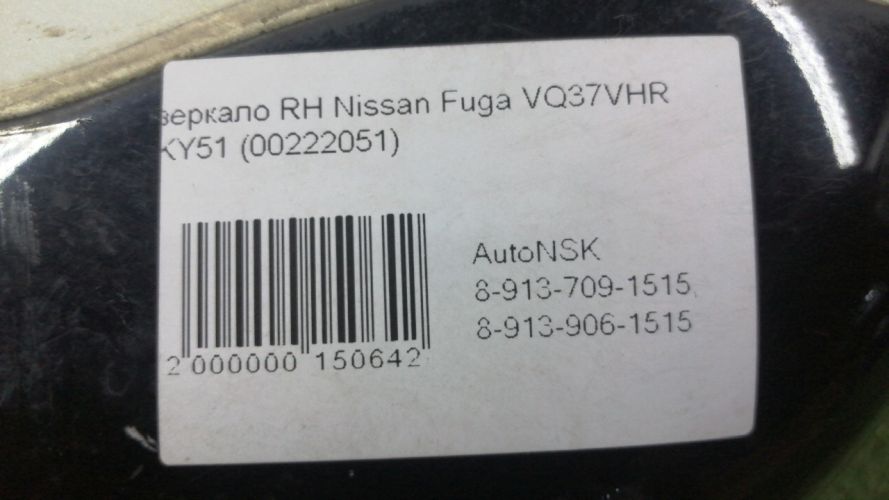 зеркало RH Nissan Fuga VQ37VHR
KY51 (00222051)
AutoNSK
8-913-709-1515,
8-913-906-1515
2 000000 150642